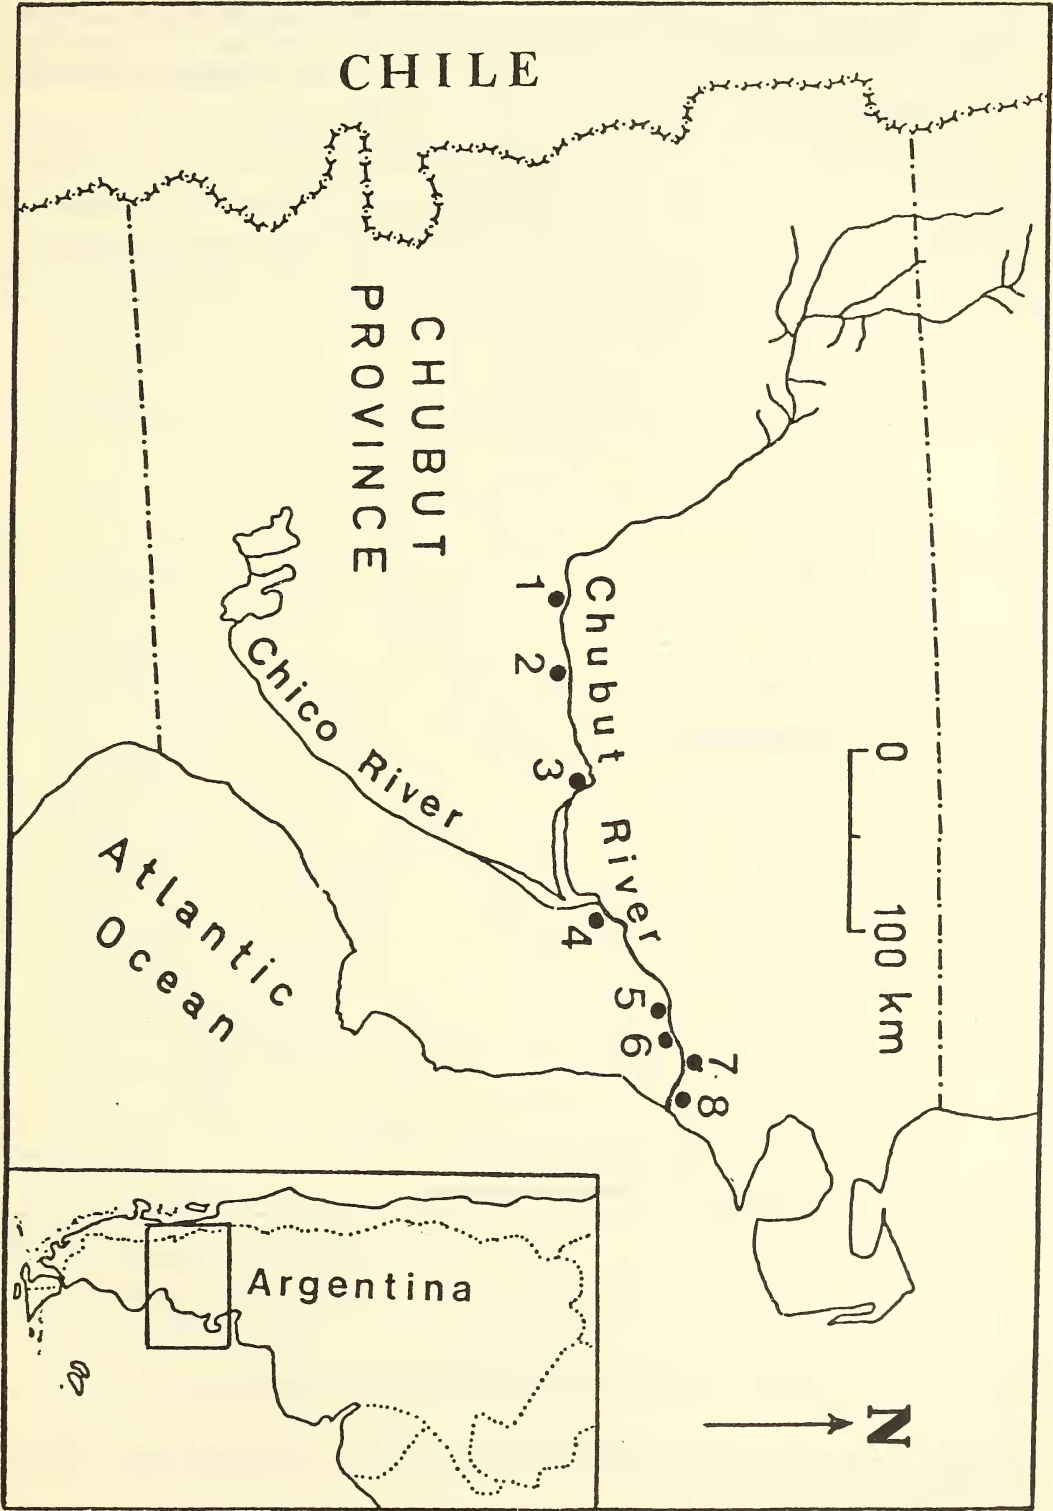 CHILE
CHUBUT
PROVINCE
Chubut River
Chico River
1
2
3
4
5
6
7.
8
0
100 km
Atlantic
Ocean
Argentina
N